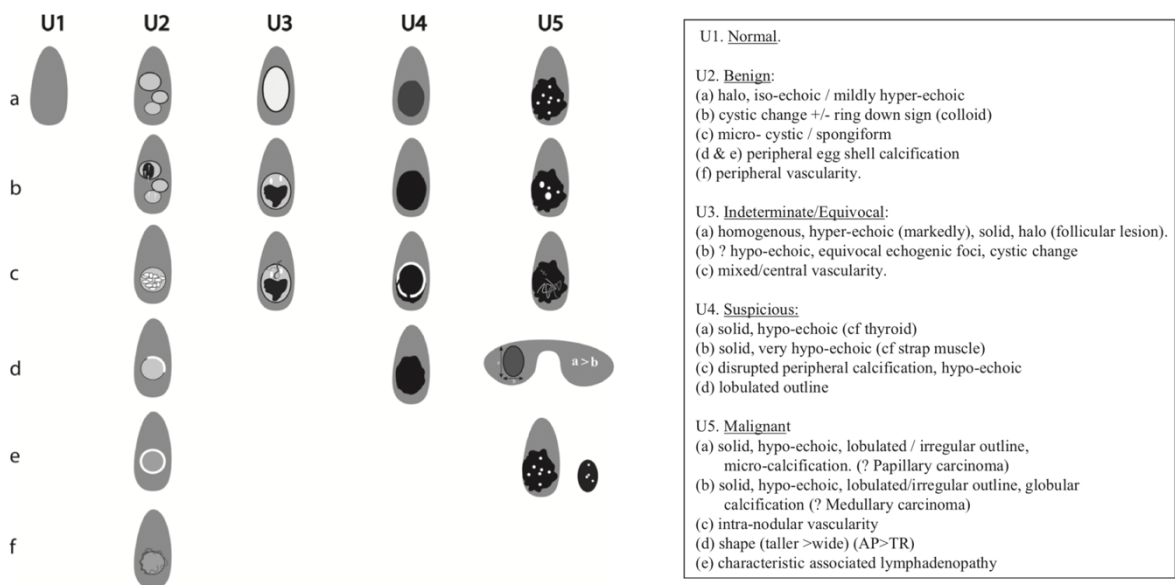 U1 U2 U3 U4 U5
a
b
c
d
a > b
e
f
U1. Normal.
U2. Benign:
(a) halo, iso-echoic / mildly hyper-echoic
(b) cystic change +/- ring down sign (colloid)
(c) micro- cystic / spongiform
(d & e) peripheral egg shell calcification
(f) peripheral vascularity.
U3. Indeterminate/Equivocal:
(a) homogenous, hyper-echoic (markedly), solid, halo (follicular lesion).
(b) ? hypo-echoic, equivocal echogenic foci, cystic change
(c) mixed/central vascularity.
U4. Suspicious:
(a) solid, hypo-echoic (cf thyroid)
(b) solid, very hypo-echoic (cf strap muscle)
(c) disrupted peripheral calcification, hypo-echoic
(d) lobulated outline
U5. Malignant
(a) solid, hypo-echoic, lobulated / irregular outline,
micro-calcification. (? Papillary carcinoma)
(b) solid, hypo-echoic, lobulated/irregular outline, globular
calcification (? Medullary carcinoma)
(c) intra-nodular vascularity
(d) shape (taller >wide) (AP>TR)
(e) characteristic associated lymphadenopathy